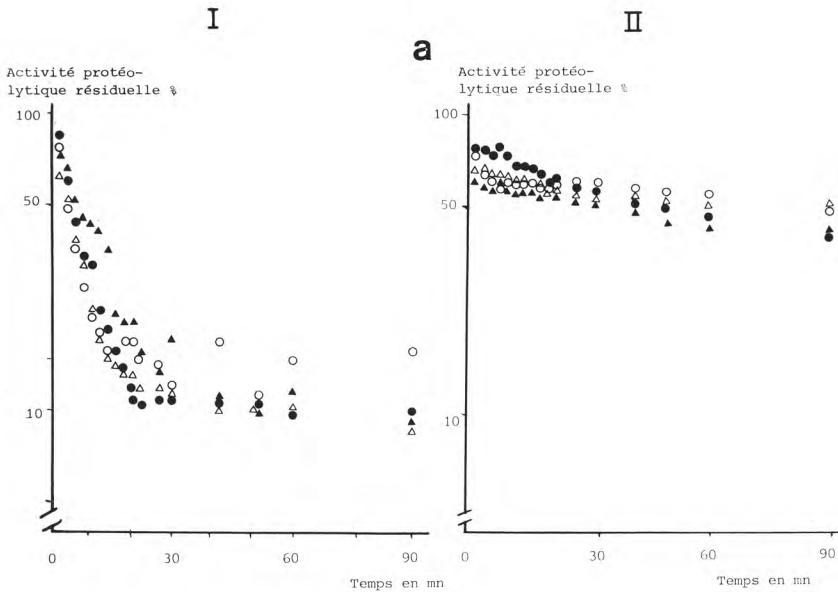 I
II
a
Activité protéo-
lytique résiduelle %
100
50
10
0
30
60
90
Temps en mn
Activité protéo-
lytique résiduelle %
100
50
10
0
30
60
90
Temps en mn